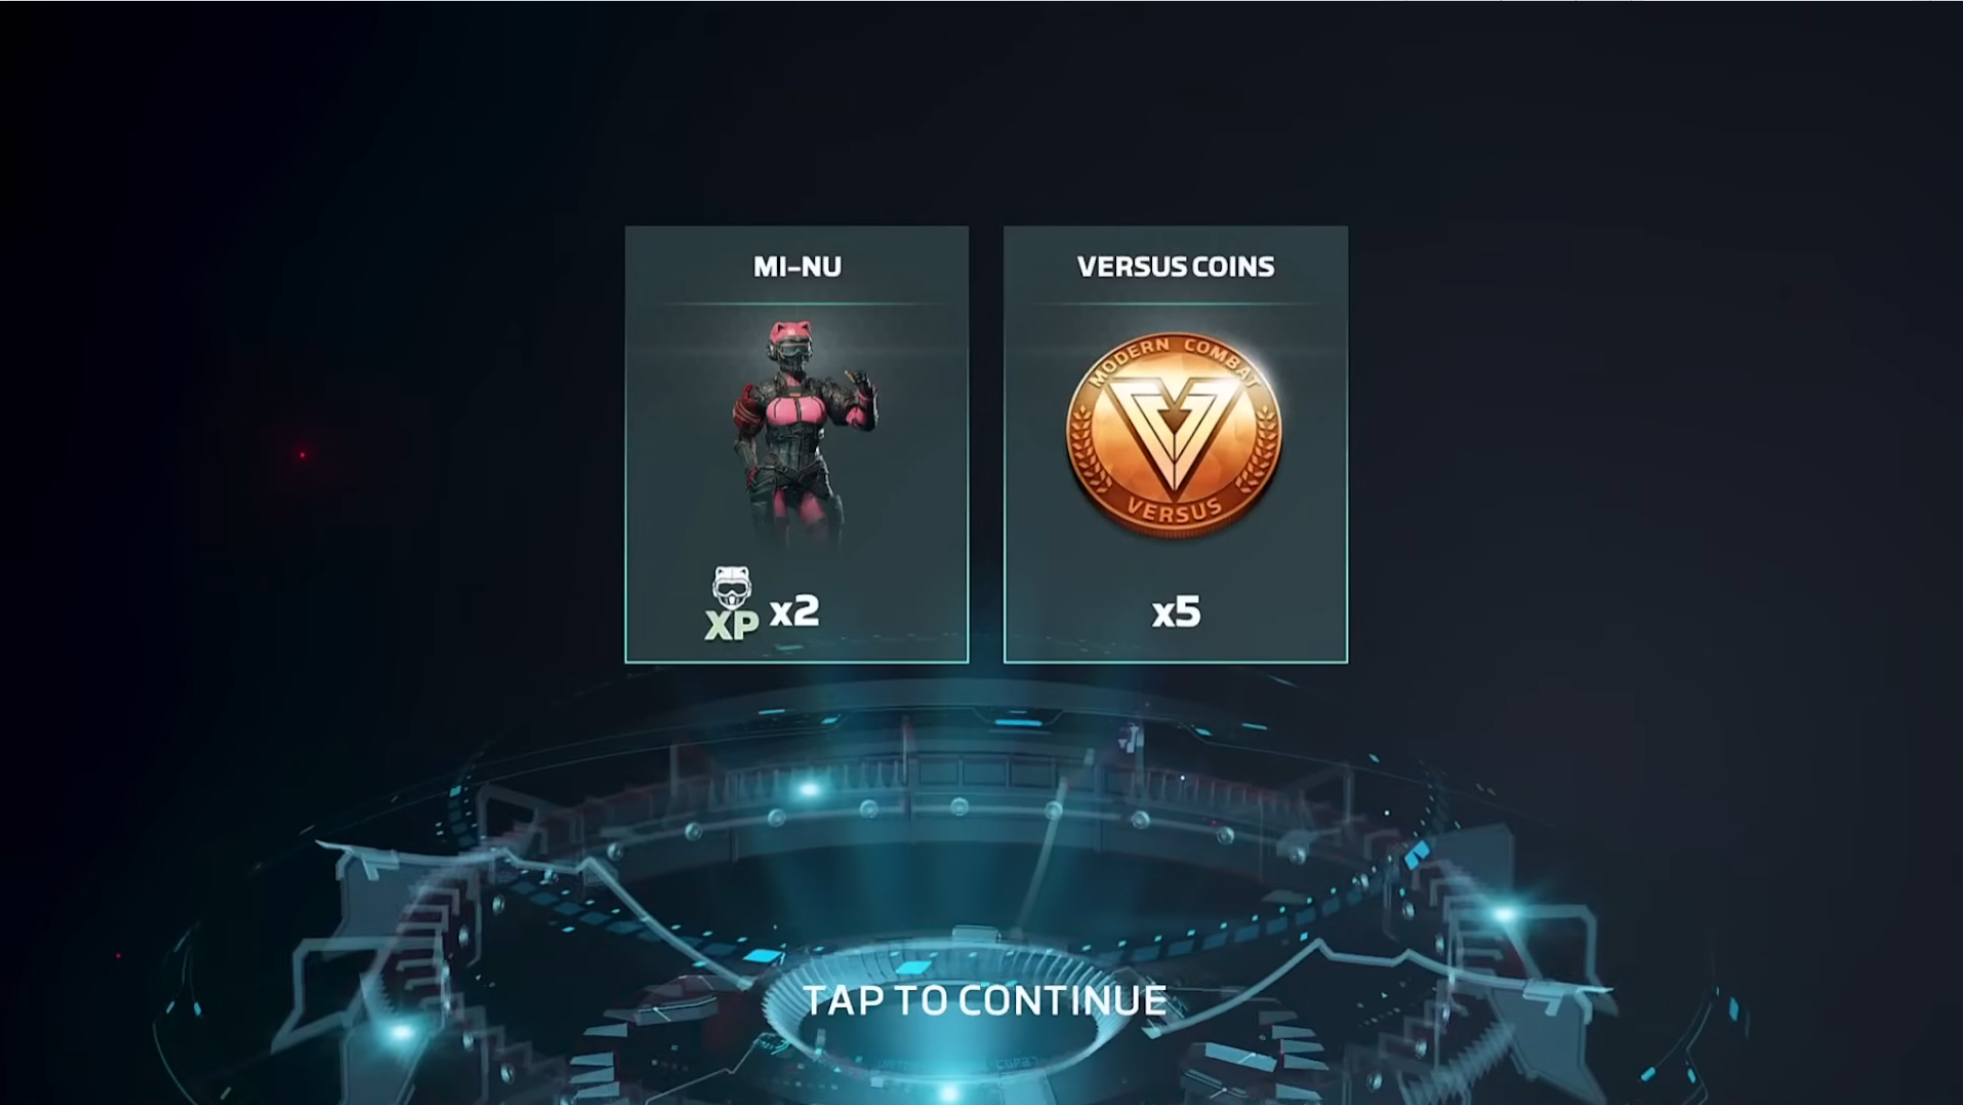 MI-NU
VERSUS COINS
MODERN COMBAT
VERSUS
XP x2
x5
TAP TO CONTINUE